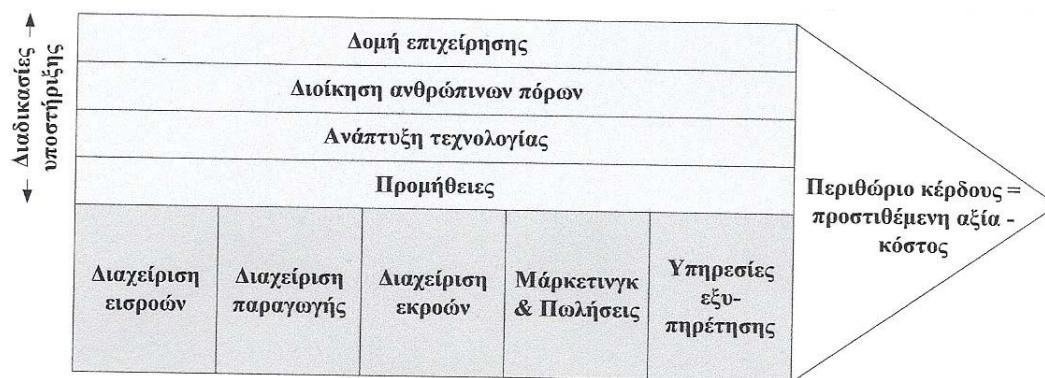 Διαδικασίες
υποστήριξης
Δομή επιχείρησης
Διοίκηση ανθρώπινων πόρων
Ανάπτυξη τεχνολογίας
Προμήθειες
Διαχείριση
εισροών
Διαχείριση
παραγωγής
Διαχείριση
εκροών
Μάρκετινγκ
& Πωλήσεις
Υπηρεσίες
εξυ-
πηρέτησης
Περιθώριο κέρδους =
προστιθέμενη αξία -
κόστος